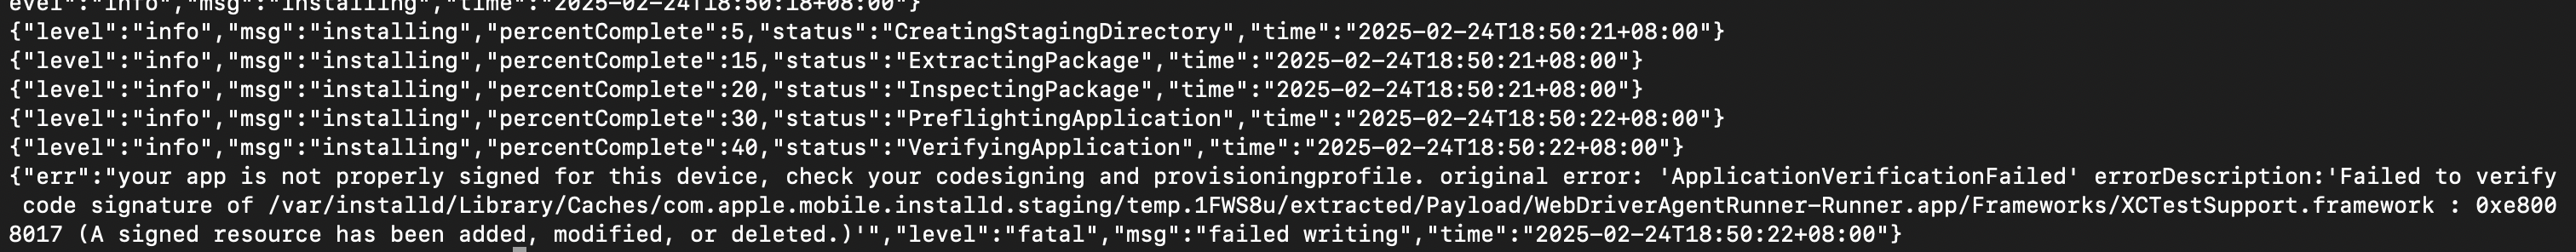 evel":"info","msg":"installing","time":"2025-02-24T18:50:18+08:00"}
{"level":"info","msg":"installing","percentComplete":5,"status":"CreatingStagingDirectory","time":"2025-02-24T18:50:21+08:00"}
{"level":"info","msg":"installing","percentComplete":15,"status":"ExtractingPackage","time":"2025-02-24T18:50:21+08:00"}
{"level":"info","msg":"installing","percentComplete":20,"status":"InspectingPackage","time":"2025-02-24T18:50:21+08:00"}
{"level":"info","msg":"installing","percentComplete":30,"status":"PreflightingApplication","time":"2025-02-24T18:50:22+08:00"}
{"level":"info","msg":"installing","percentComplete":40,"status":"VerifyingApplication","time":"2025-02-24T18:50:22+08:00"}
{"err":"your app is not properly signed for this device, check your codesigning and provisioningprofile. original error: 'ApplicationVerificationFailed' errorDescription:'Failed to verify
 code signature of /var/installd/Library/Caches/com.apple.mobile.installd.staging/temp.1FWS8u/extracted/Payload/WebDriverAgentRunner-Runner.app/Frameworks/XCTestSupport.framework : 0xe800
8017 (A signed resource has been added, modified, or deleted.)'","level":"fatal","msg":"failed writing","time":"2025-02-24T18:50:22+08:00"}